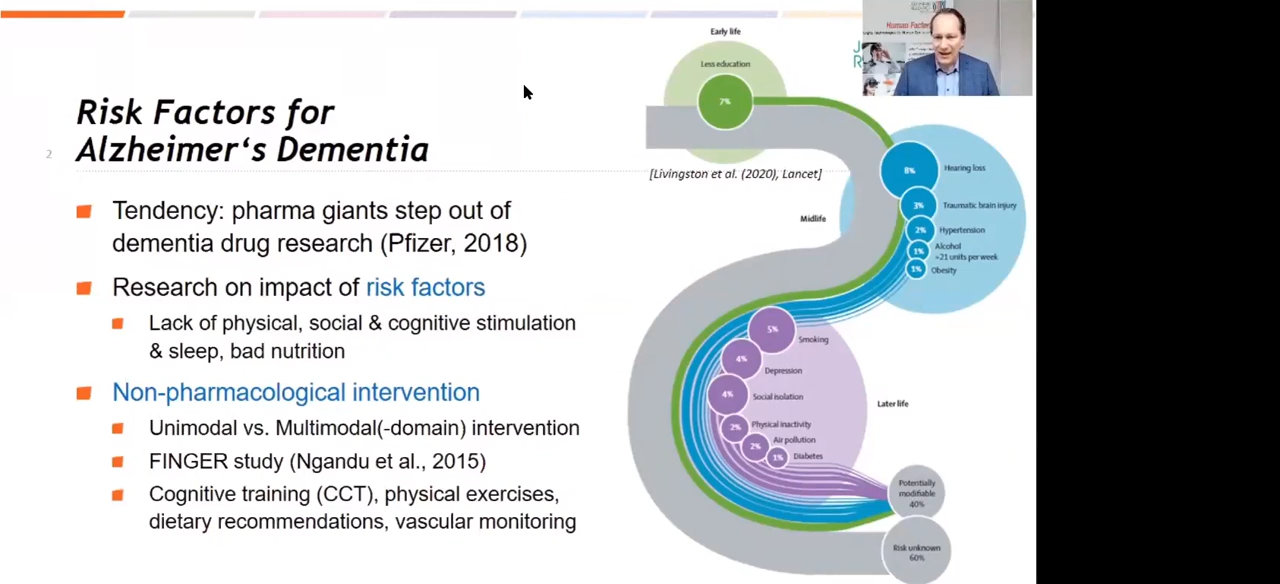 Risk Factors for
Alzheimer‘s Dementia
2
Tendency: pharma giants step out of
dementia drug research (Pfizer, 2018)
Research on impact of risk factors
Lack of physical, social & cognitive stimulation
& sleep, bad nutrition
Non-pharmacological intervention
Unimodal vs. Multimodal(-domain) intervention
FINGER study (Ngandu et al., 2015)
Cognitive training (CCT), physical exercises,
dietary recommendations, vascular monitoring
Early life
Less education
7%
[Livingston et al. (2020), Lancet]
8%
Hearing loss
3%
Traumatic brain injury
Midlife
2%
Hypertension
1%
Alcohol
>21 units per week
1%
Obesity
5%
Smoking
4%
Depression
4%
Social isolation
Later life
2%
Physical inactivity
2%
Air pollution
1%
Diabetes
Potentially
modifiable
40%
Risk unknown
60%
J
R
Human